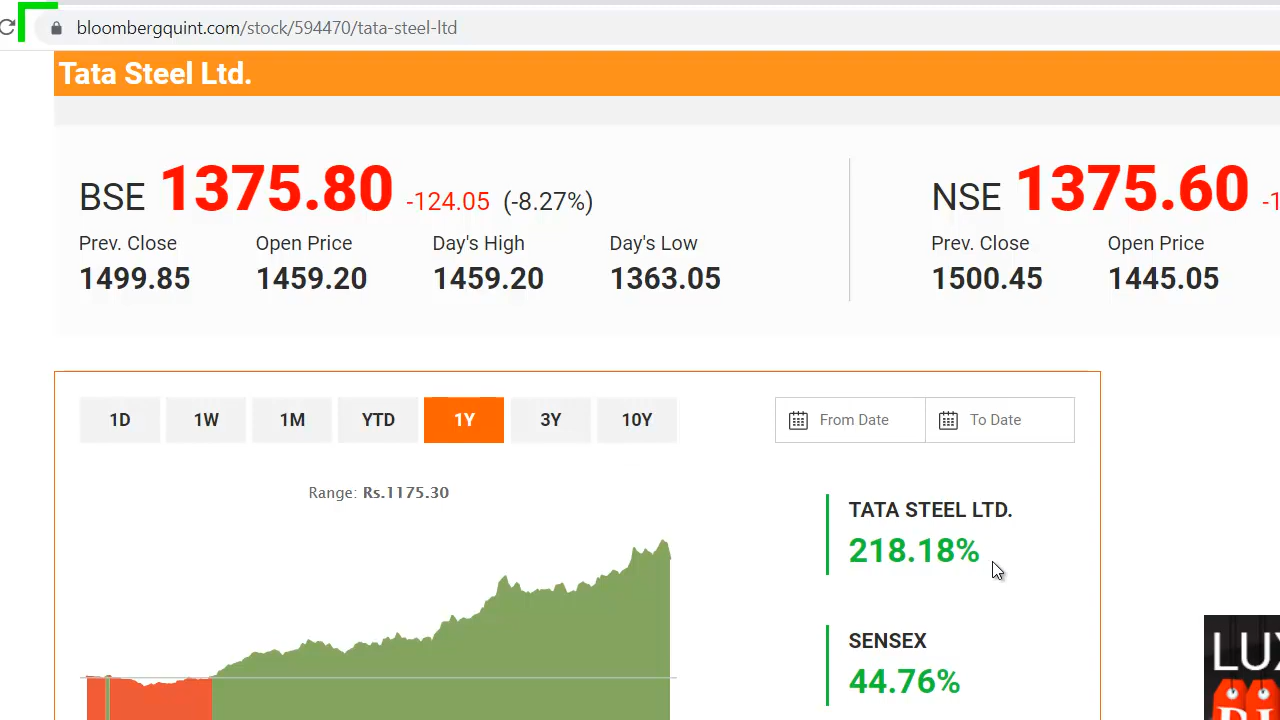 bloombergquint.com/stock/594470/tata-steel-ltd
Tata Steel Ltd.
BSE 1375.80 -124.05 (-8.27%)
Prev. Close Open Price Day's High Day's Low
1499.85 1459.20 1459.20 1363.05
NSE 1375.60 -1
Prev. Close Open Price
1500.45 1445.05
1D 1W 1M YTD 1Y 3Y 10Y
From Date To Date
Range: Rs.1175.30
TATA STEEL LTD.
218.18%
SENSEX
44.76%